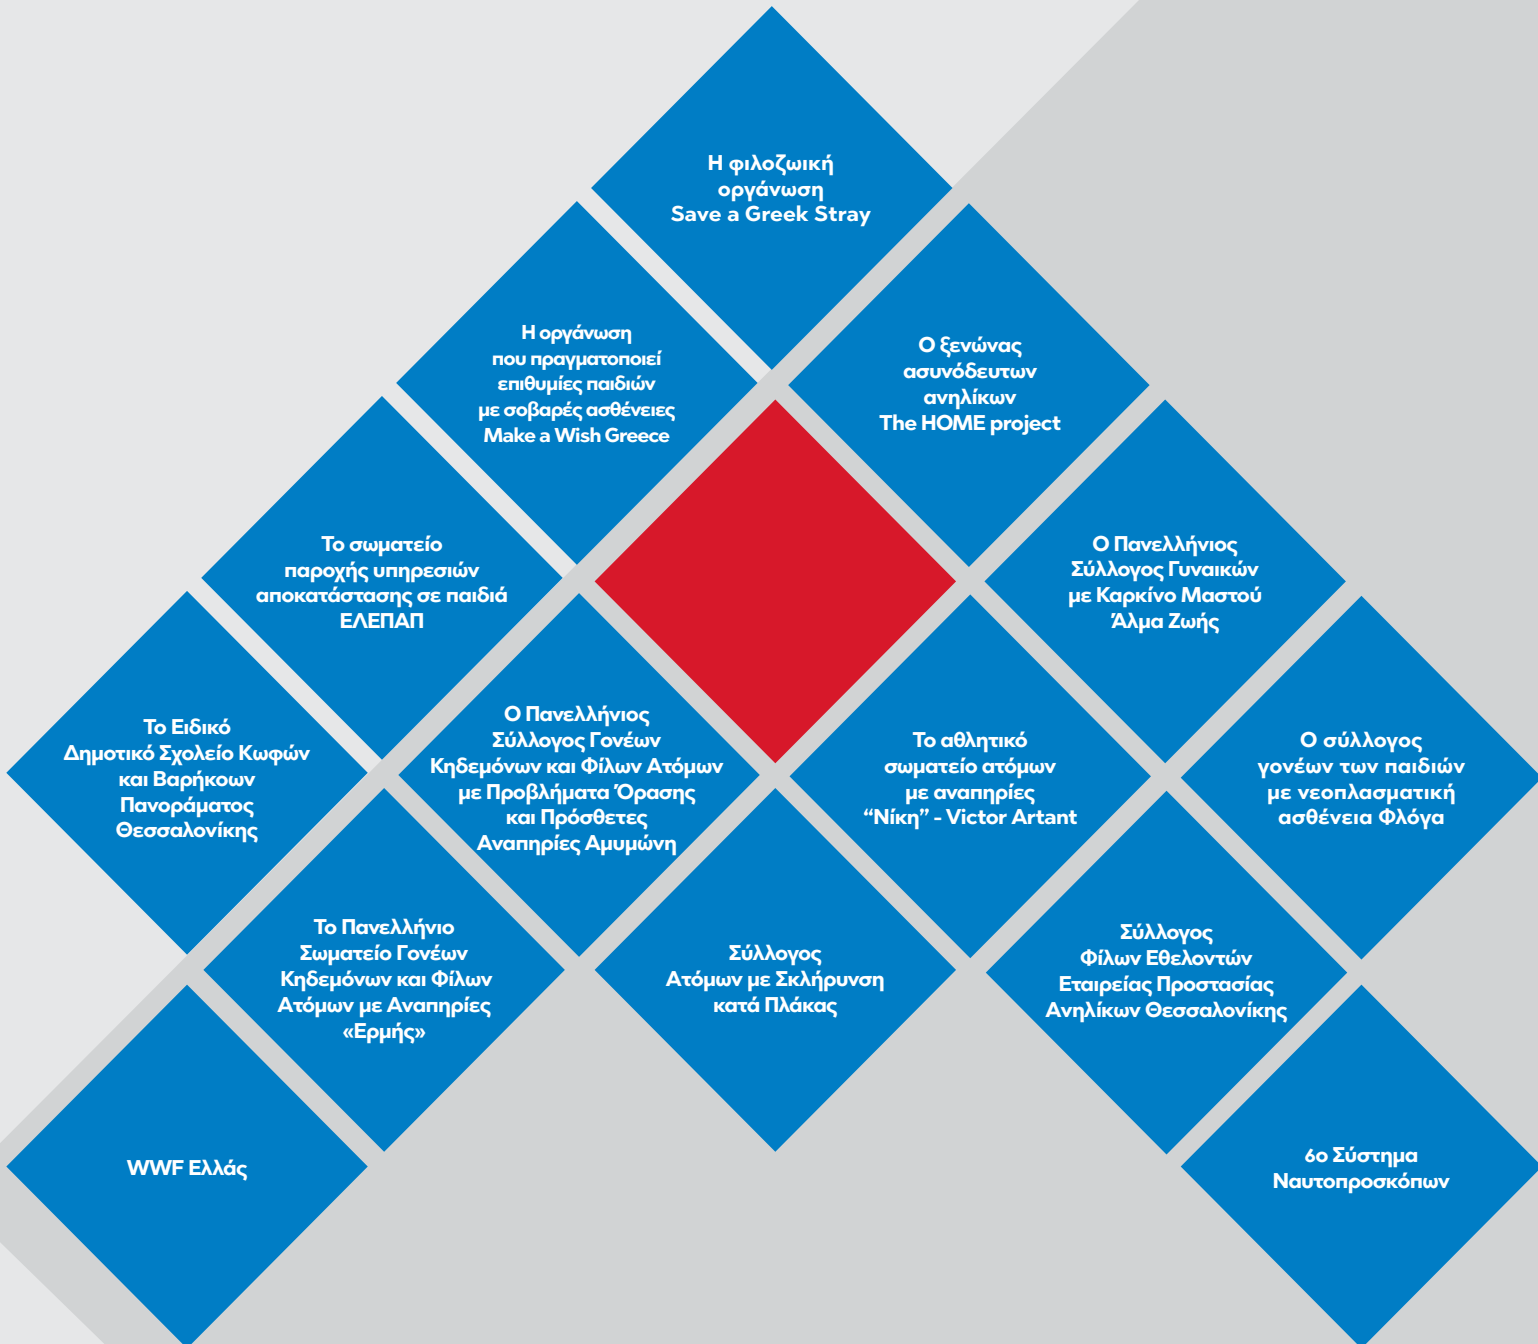 Η φιλοζωική
οργάνωση
Save a Greek Stray
Η οργάνωση
που πραγματοποιεί
επιθυμίες παιδιών
με σοβαρές ασθένειες
Make a Wish Greece
Ο ξενώνας
ασυνόδευτων
ανηλίκων
The HOME project
Το σωματείο
παροχής υπηρεσιών
αποκατάστασης σε παιδιά
ΕΛΕΠΑΠ
Ο Πανελλήνιος
Σύλλογος Γυναικών
με Καρκίνο Μαστού
Άλμα Ζωής
Το Ειδικό
Δημοτικό Σχολείο Κωφών
και Βαρήκοων
Πανοράματος
Θεσσαλονίκης
Ο Πανελλήνιος
Σύλλογος Γονέων
Κηδεμόνων και Φίλων Ατόμων
με Προβλήματα Όρασης
και Πρόσθετες
Αναπηρίες Αμυμώνη
Το αθλητικό
σωματείο ατόμων
με αναπηρίες
“Νίκη” - Victor Artant
Ο σύλλογος
γονέων των παιδιών
με νεοπλασματική
ασθένεια Φλόγα
Το Πανελλήνιο
Σωματείο Γονέων
Κηδεμόνων και Φίλων
Ατόμων με Αναπηρίες
«Ερμής»
Σύλλογος
Ατόμων με Σκλήρυνση
κατά Πλάκας
Σύλλογος
Φίλων Εθελοντών
Εταιρείας Προστασίας
Ανηλίκων Θεσσαλονίκης
WWF Ελλάς
6ο Σύστημα
Ναυτοπροσκόπων